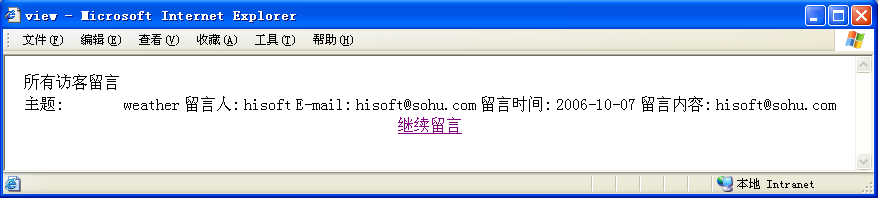 view - Microsoft Internet Explorer
文件(F) 编辑(E) 查看(V) 收藏(A) 工具(T) 帮助(H)
所有访客留言
主题: weather 留言人: hisoft E-mail: hisoft@sohu.com 留言时间: 2006-10-07 留言内容: hisoft@sohu.com
继续留言
本地 Intranet